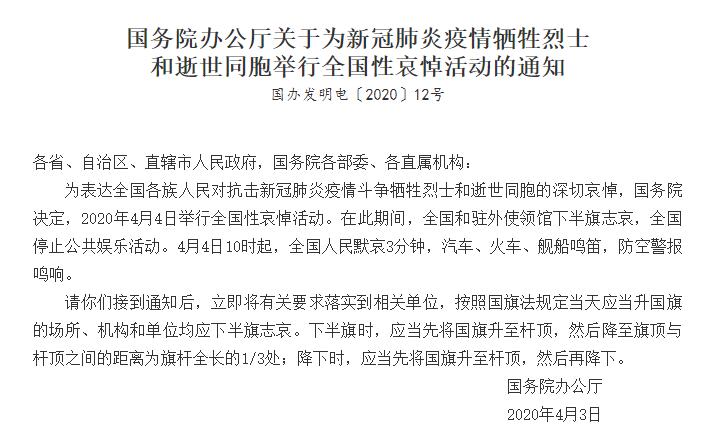 国务院办公厅关于为新冠肺炎疫情牺牲烈士
和逝世同胞举行全国性哀悼活动的通知
国办发明电〔2020〕12号
各省、自治区、直辖市人民政府，国务院各部委、各直属机构：
为表达全国各族人民对抗击新冠肺炎疫情斗争牺牲烈士和逝世同胞的深切哀悼，国务院
决定，2020年4月4日举行全国性哀悼活动。在此期间，全国和驻外使领馆下半旗志哀，全国
停止公共娱乐活动。4月4日10时起，全国人民默哀3分钟，汽车、火车、舰船鸣笛，防空警报
鸣响。
请你们接到通知后，立即将有关要求落实到相关单位，按照国旗法规定当天应当升国旗
的场所、机构和单位均应下半旗志哀。下半旗时，应当先将国旗升至杆顶，然后降至旗顶与
杆顶之间的距离为旗杆全长的1/3处；降下时，应当先将国旗升至杆顶，然后再降下。
国务院办公厅
2020年4月3日